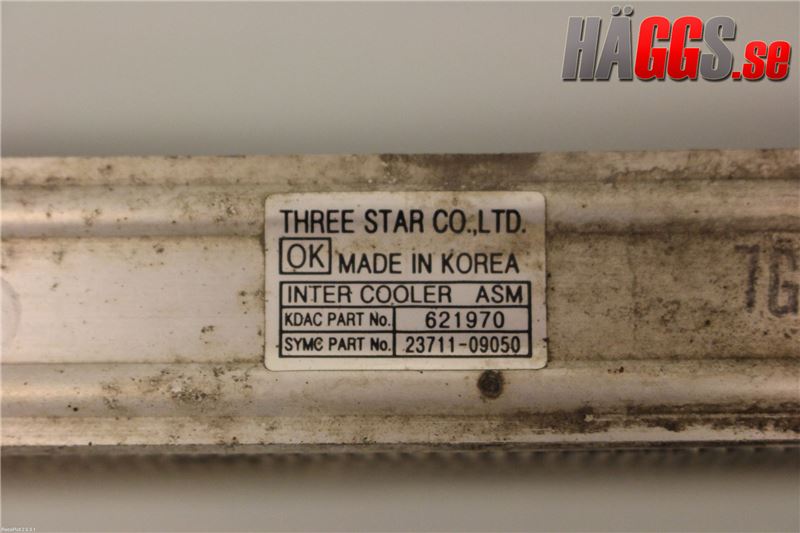 HÄGGS.se
THREE STAR CO.,LTD.
OK MADE IN KOREA
INTER COOLER ASM
KDAC PART No. 621970
SYMC PART No. 23711-09050